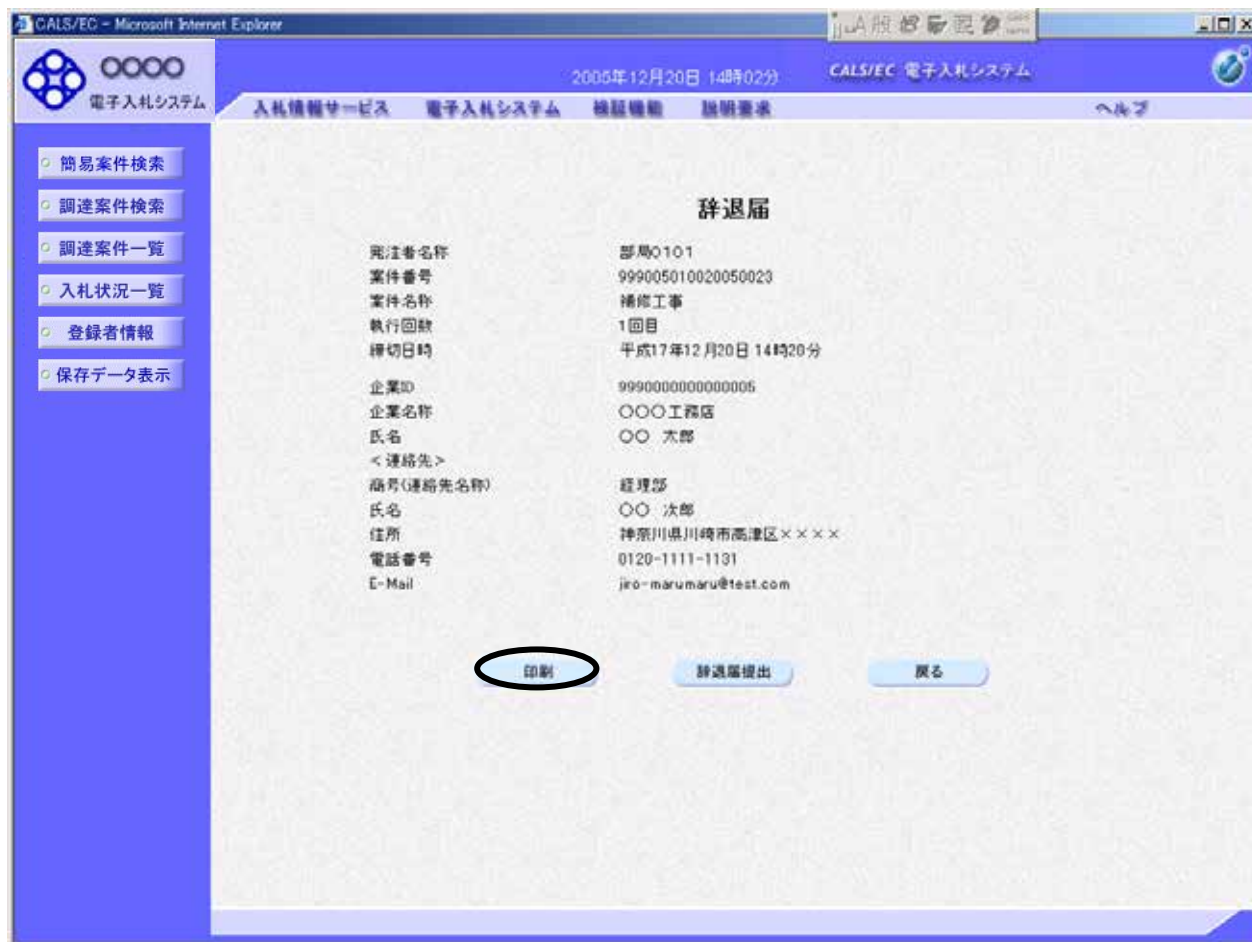 CALS/EC - Microsoft Internet Explorer
〇〇〇〇
電子入札システム
2005年12月20日 14時02分
CALS/EC 電子入札システム
入札情報サービス 電子入札システム 検証機能 説明要求 ヘルプ
簡易案件検索
調達案件検索
調達案件一覧
入札状況一覧
登録者情報
保存データ表示
辞退届
発注者名称 部局0101
案件番号 999005010020050023
案件名称 補修工事
執行回数 1回目
締切日時 平成17年12月20日 14時20分
企業ID 9990000000000005
企業名称 〇〇〇工務店
氏名 〇〇 太郎
<連絡先>
商号(連絡先名称) 経理部
氏名 〇〇 次郎
住所 神奈川県川崎市高津区××××
電話番号 0120-1111-1131
E-Mail jiro-marumaru@test.com
印刷 辞退届提出 戻る